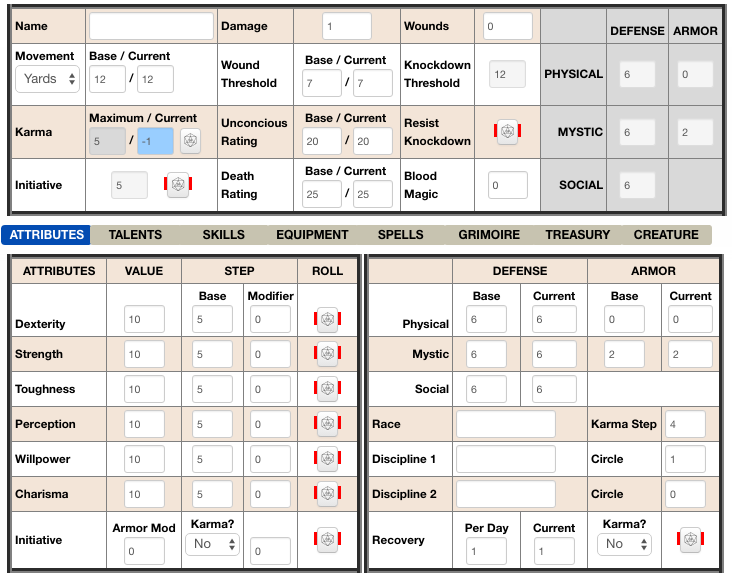 Name Damage 1 Wounds 0 DEFENSE ARMOR
Movement Base / Current Base / Current
Yards 12 / 12 Wound Threshold 7 / 7 Knockdown Threshold 12 PHYSICAL 6 0
Maximum / Current Base / Current
Karma 5 / -1 Unconcious Rating 20 / 20 Resist Knockdown MYSTIC 6 2
Base / Current
Initiative 5 Death Rating 25 / 25 Blood Magic 0 SOCIAL 6
ATTRIBUTES TALENTS SKILLS EQUIPMENT SPELLS GRIMOIRE TREASURY CREATURE
ATTRIBUTES VALUE STEP ROLL
Base Modifier
Dexterity 10 5 0
Strength 10 5 0
Toughness 10 5 0
Perception 10 5 0
Willpower 10 5 0
Charisma 10 5 0
Armor Mod Karma?
Initiative 0 No 0
DEFENSE ARMOR
Base Current Base Current
Physical 6 6 0 0
Mystic 6 6 2 2
Social 6 6
Race Karma Step 4
Discipline 1 Circle 1
Discipline 2 Circle 0
Per Day Current Karma?
Recovery 1 1 No